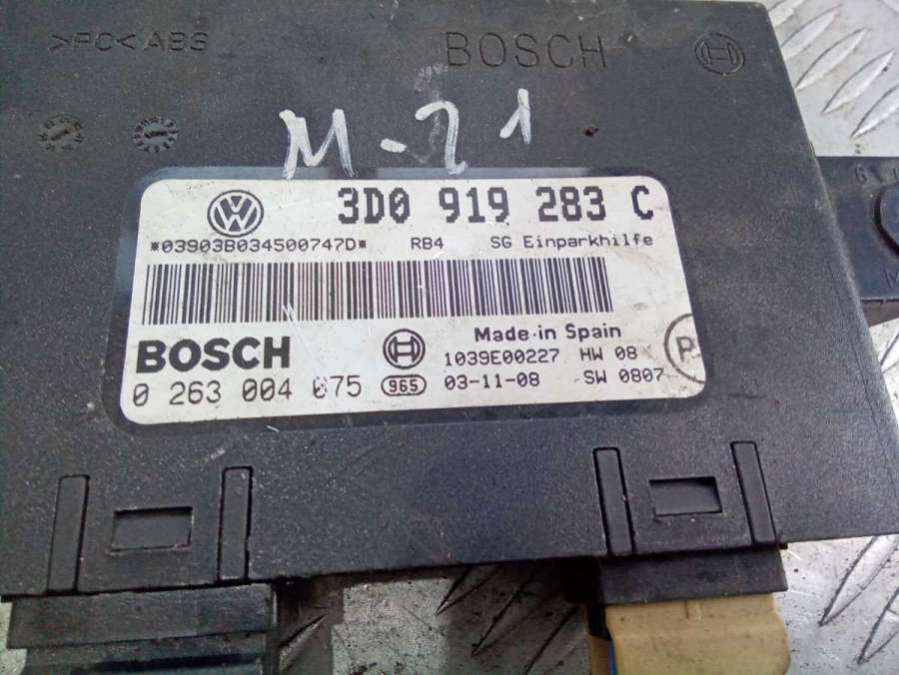 >PC<ABS
BOSCH
M-21
3D0 919 283 C
*03903B034500747D* RB4 SG Einparkhilfe
BOSCH
Made in Spain
1039E00227 HW 08
0 263 004 075 965 03-11-08 SW 0807
P